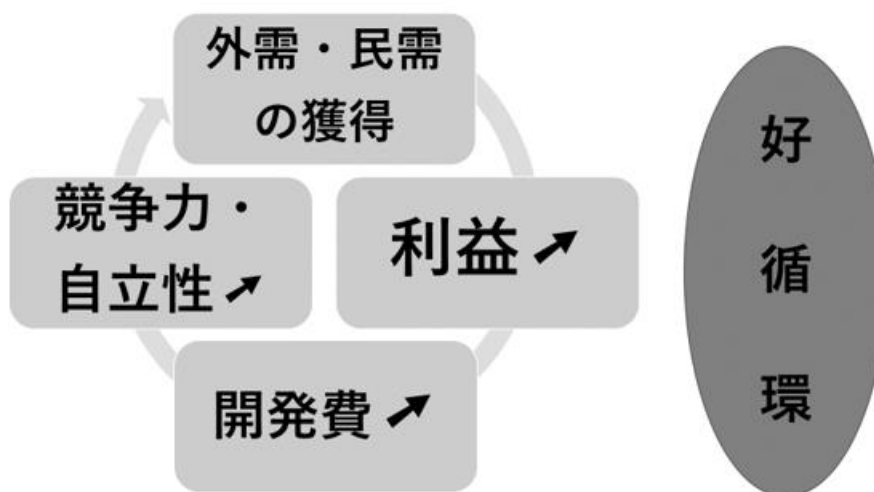 外需・民需
の獲得
利益
開発費
競争力・
自立性
好
循
環